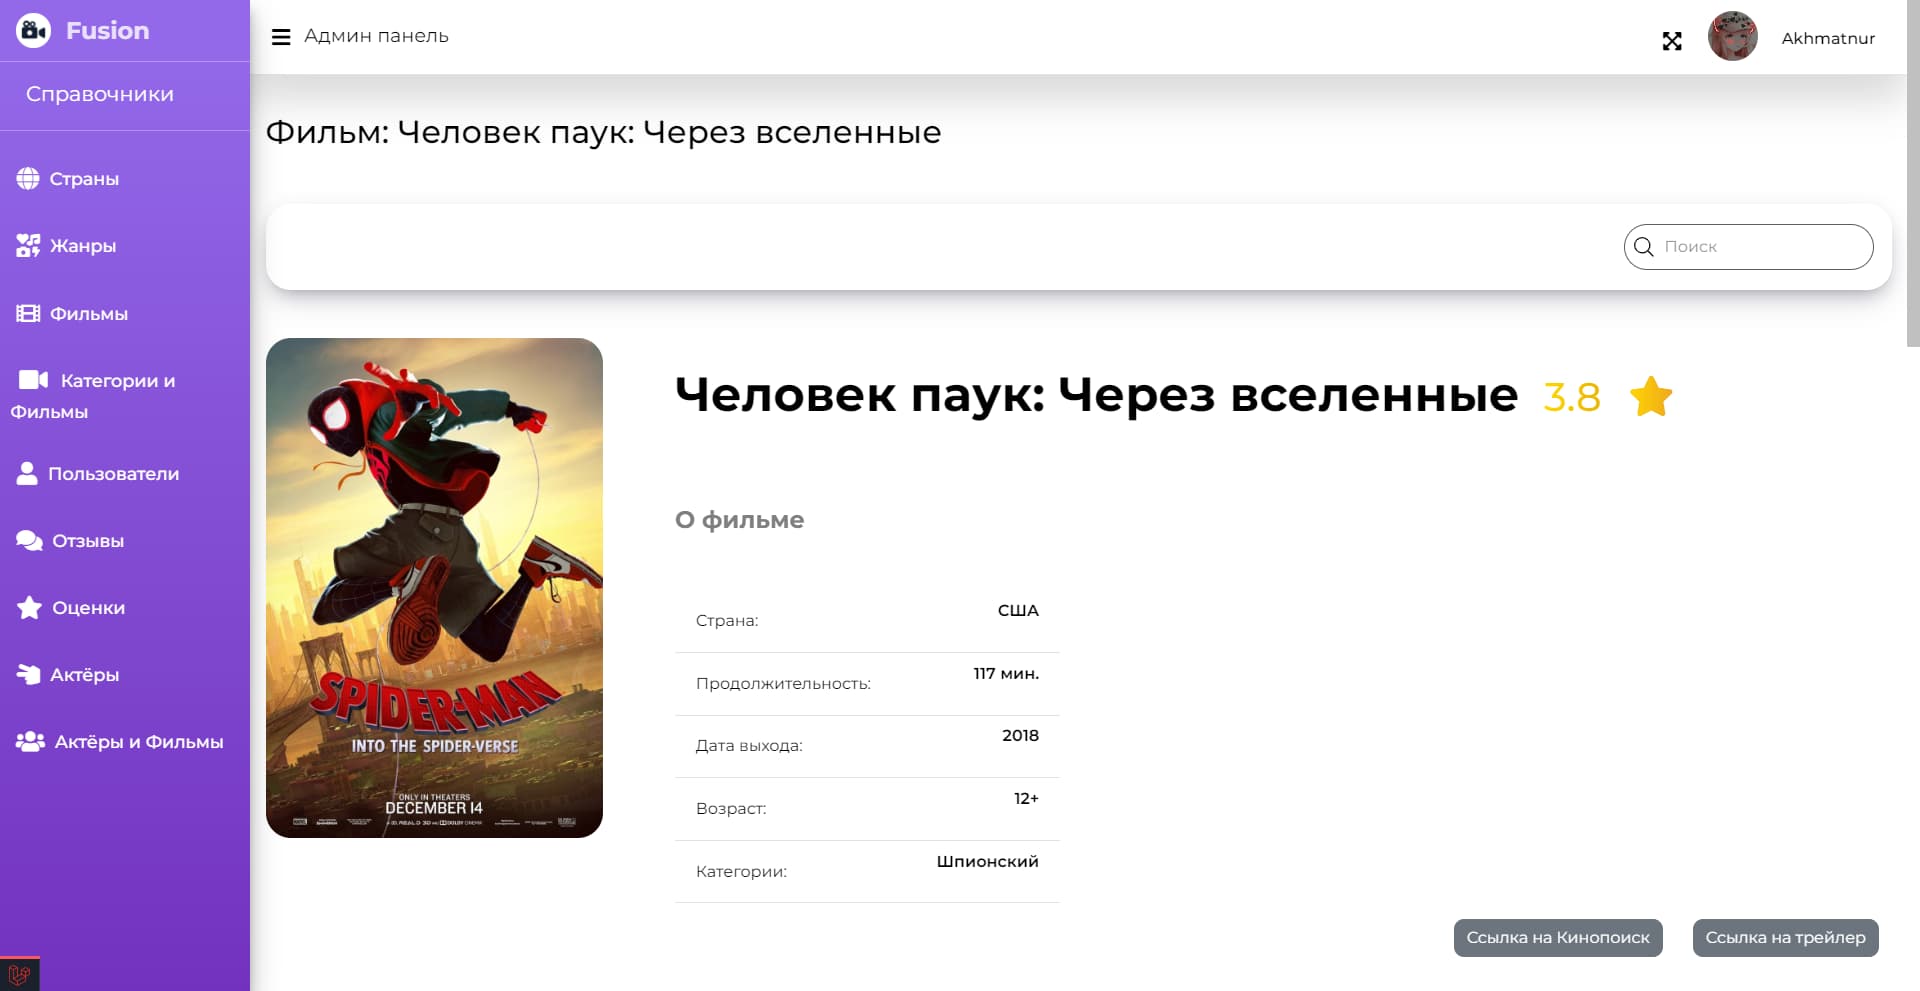 Fusion
Админ панель
Akhmatnur
Справочники
Страны
Жанры
Фильмы
Категории и
Фильмы
Пользователи
Отзывы
Оценки
Актёры
Актёры и Фильмы
Фильм: Человек паук: Через вселенные
Поиск
SPIDER-MAN
INTO THE SPIDER-VERSE
ONLY IN THEATERS
DECEMBER 14
Человек паук: Через вселенные 3.8
О фильме
Страна: США
Продолжительность: 117 мин.
Дата выхода: 2018
Возраст: 12+
Категории: Шпионский
Ссылка на Кинопоиск
Ссылка на трейлер